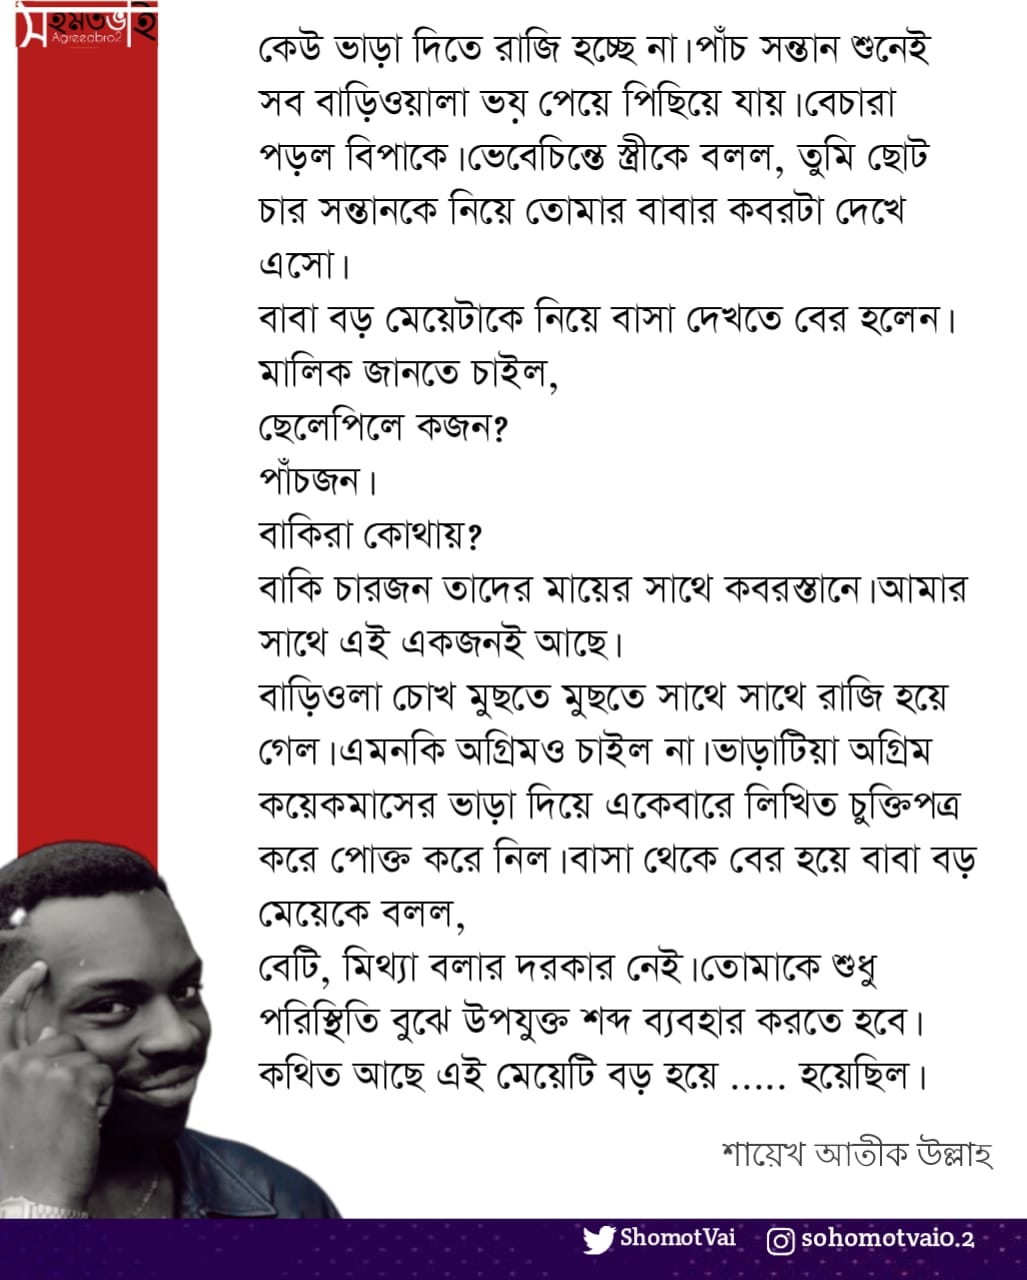 সহমতভাই
Agreeabro2
কেউ ভাড়া দিতে রাজি হচ্ছে না।পাঁচ সন্তান শুনেই
সব বাড়িওয়ালা ভয় পেয়ে পিছিয়ে যায়।বেচারা
পড়ল বিপাকে।ভেবেচিন্তে স্ত্রীকে বলল, তুমি ছোট
চার সন্তানকে নিয়ে তোমার বাবার কবরটা দেখে
এসো।
বাবা বড় মেয়েটাকে নিয়ে বাসা দেখতে বের হলেন।
মালিক জানতে চাইল,
ছেলেপিলে কজন?
পাঁচজন।
বাকিরা কোথায়?
বাকি চারজন তাদের মায়ের সাথে কবরস্তানে।আমার
সাথে এই একজনই আছে।
বাড়িওলা চোখ মুছতে মুছতে সাথে সাথে রাজি হয়ে
গেল।এমনকি অগ্রিমও চাইল না।ভাড়াটিয়া অগ্রিম
কয়েকমাসের ভাড়া দিয়ে একেবারে লিখিত চুক্তিপত্র
করে পোক্ত করে নিল।বাসা থেকে বের হয়ে বাবা বড়
মেয়েকে বলল,
বেটি, মিথ্যা বলার দরকার নেই।তোমাকে শুধু
পরিস্থিতি বুঝে উপযুক্ত শব্দ ব্যবহার করতে হবে।
কথিত আছে এই মেয়েটি বড় হয়ে ..... হয়েছিল।
শায়েখ আতীক উল্লাহ
ShomotVai sohomotvai0.2